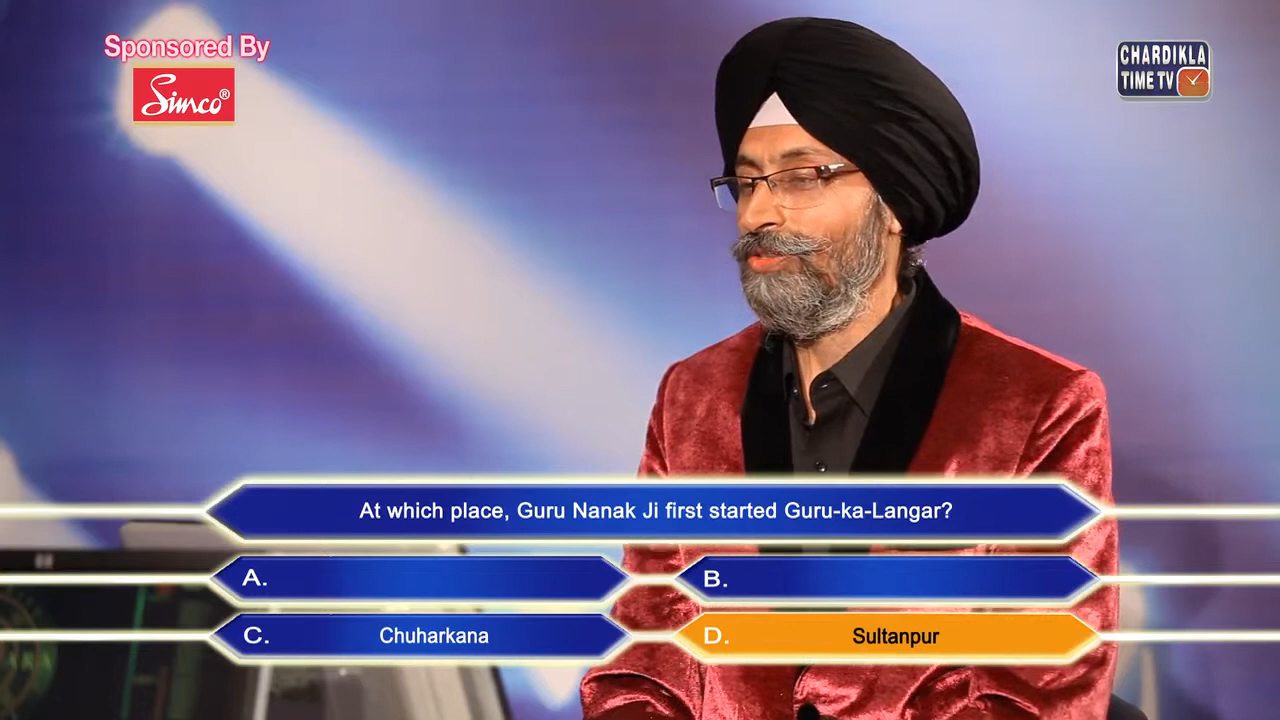 Sponsored By
Simco®
CHARDIKLA
TIME TV
At which place, Guru Nanak Ji first started Guru-ka-Langar?
A.
B.
C. Chuharkana
D. Sultanpur